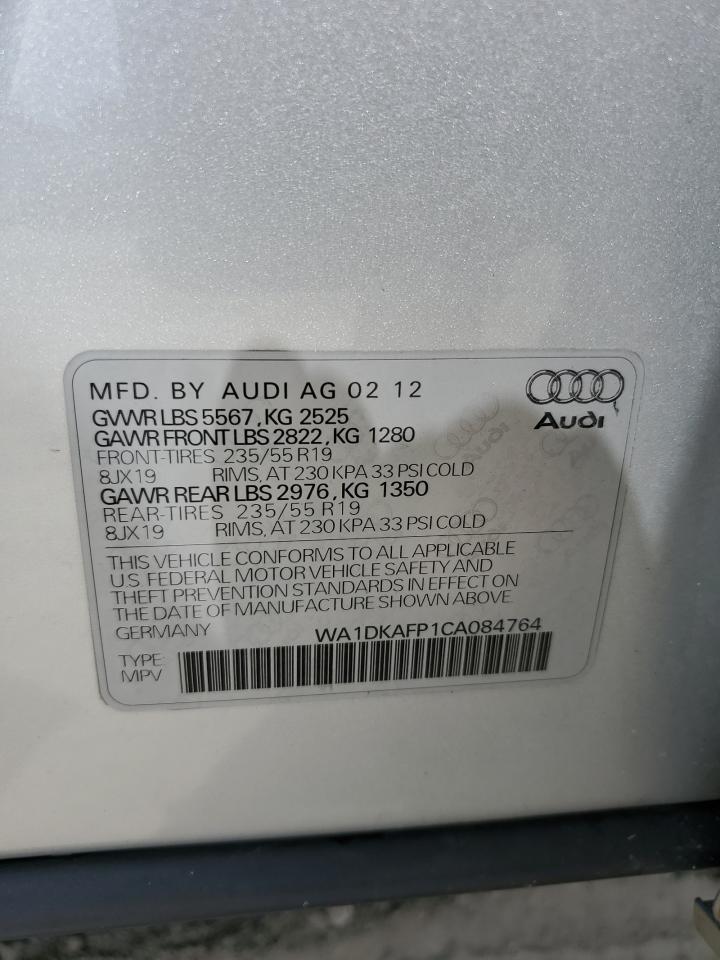 MFD. BY AUDI AG 02 12
Audi
GVWR LBS 5567, KG 2525
GAWR FRONT LBS 2822, KG 1280
FRONT-TIRES 235/55 R19
8JX19 RIMS, AT 230 KPA 33 PSI COLD
GAWR REAR LBS 2976, KG 1350
REAR-TIRES 235/55 R19
8JX19 RIMS, AT 230 KPA 33 PSI COLD
THIS VEHICLE CONFORMS TO ALL APPLICABLE
U.S. FEDERAL MOTOR VEHICLE SAFETY AND
THEFT PREVENTION STANDARDS IN EFFECT ON
THE DATE OF MANUFACTURE SHOWN ABOVE.
GERMANY WA1DKAFP1CA084764
TYPE:
MPV